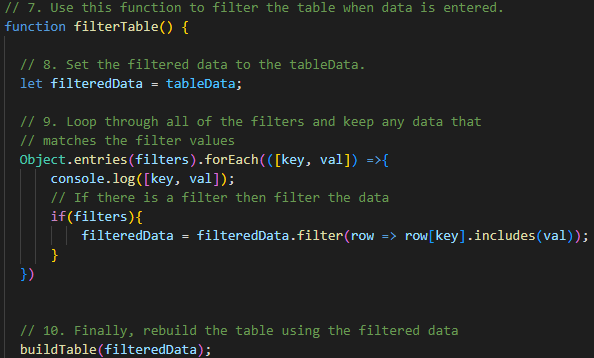 // 7. Use this function to filter the table when data is entered.
function filterTable() {
// 8. Set the filtered data to the tableData.
let filteredData = tableData;
// 9. Loop through all of the filters and keep any data that
// matches the filter values
Object.entries(filters).forEach(([key, val]) =>{
console.log([key, val]);
// If there is a filter then filter the data
if(filters){
filteredData = filteredData.filter(row => row[key].includes(val));
}
})
// 10. Finally, rebuild the table using the filtered data
buildTable(filteredData);